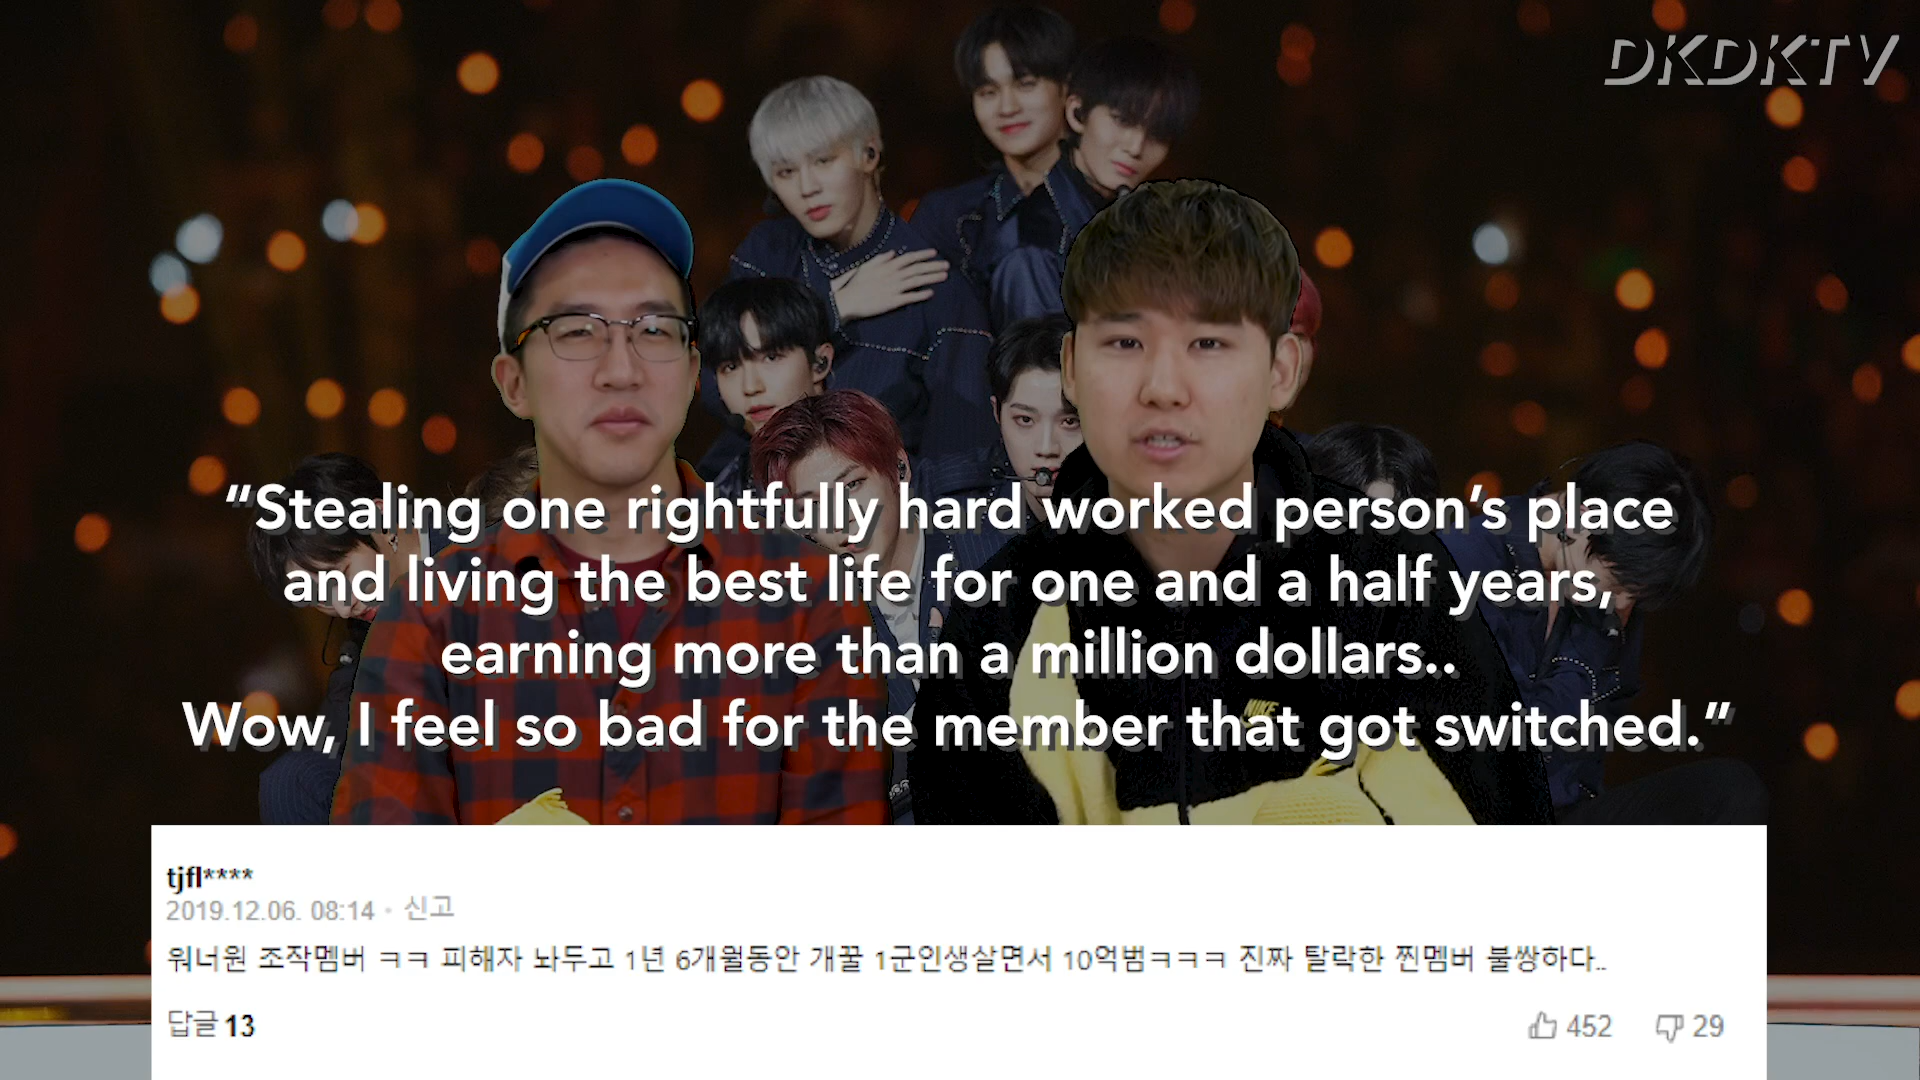 DKDKTV
“Stealing one rightfully hard worked person’s place
and living the best life for one and a half years,
earning more than a million dollars..
Wow, I feel so bad for the member that got switched.”
NIKE
tjfl****
2019.12.06. 08:14 · 신고
워너원 조작멤버 ㅋㅋ 피해자 놔두고 1년 6개월동안 개꿀 1군인생살면서 10억범ㅋㅋㅋ 진짜 탈락한 찐멤버 불쌍하다..
답글 13
452 29